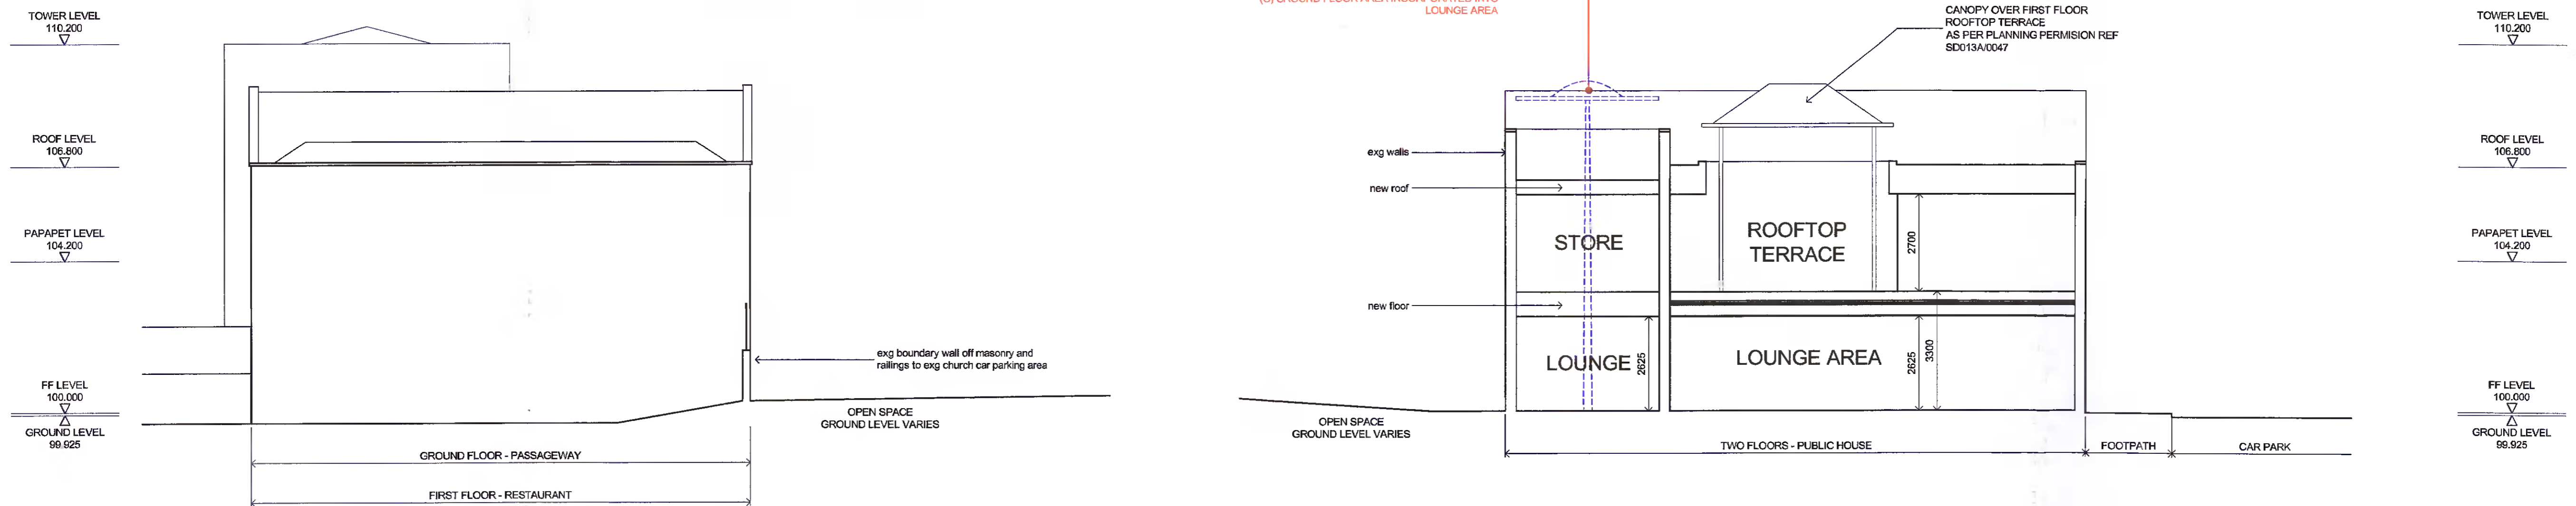 TOWER LEVEL
110.200
ROOF LEVEL
106.800
PAPAPET LEVEL
104.200
FF LEVEL
100.000
GROUND LEVEL
99.925
exg boundary wall off masonry and
railings to exg church car parking area
OPEN SPACE
GROUND LEVEL VARIES
GROUND FLOOR - PASSAGEWAY
FIRST FLOOR - RESTAURANT
LOUNGE AREA
CANOPY OVER FIRST FLOOR
ROOFTOP TERRACE
AS PER PLANNING PERMISION REF
SD013A/0047
exg walls
new roof
new floor
STORE
ROOFTOP
TERRACE
2700
LOUNGE
2625
LOUNGE AREA
2625
3300
OPEN SPACE
GROUND LEVEL VARIES
TWO FLOORS - PUBLIC HOUSE
FOOTPATH
CAR PARK
TOWER LEVEL
110.200
ROOF LEVEL
106.800
PAPAPET LEVEL
104.200
FF LEVEL
100.000
GROUND LEVEL
99.925